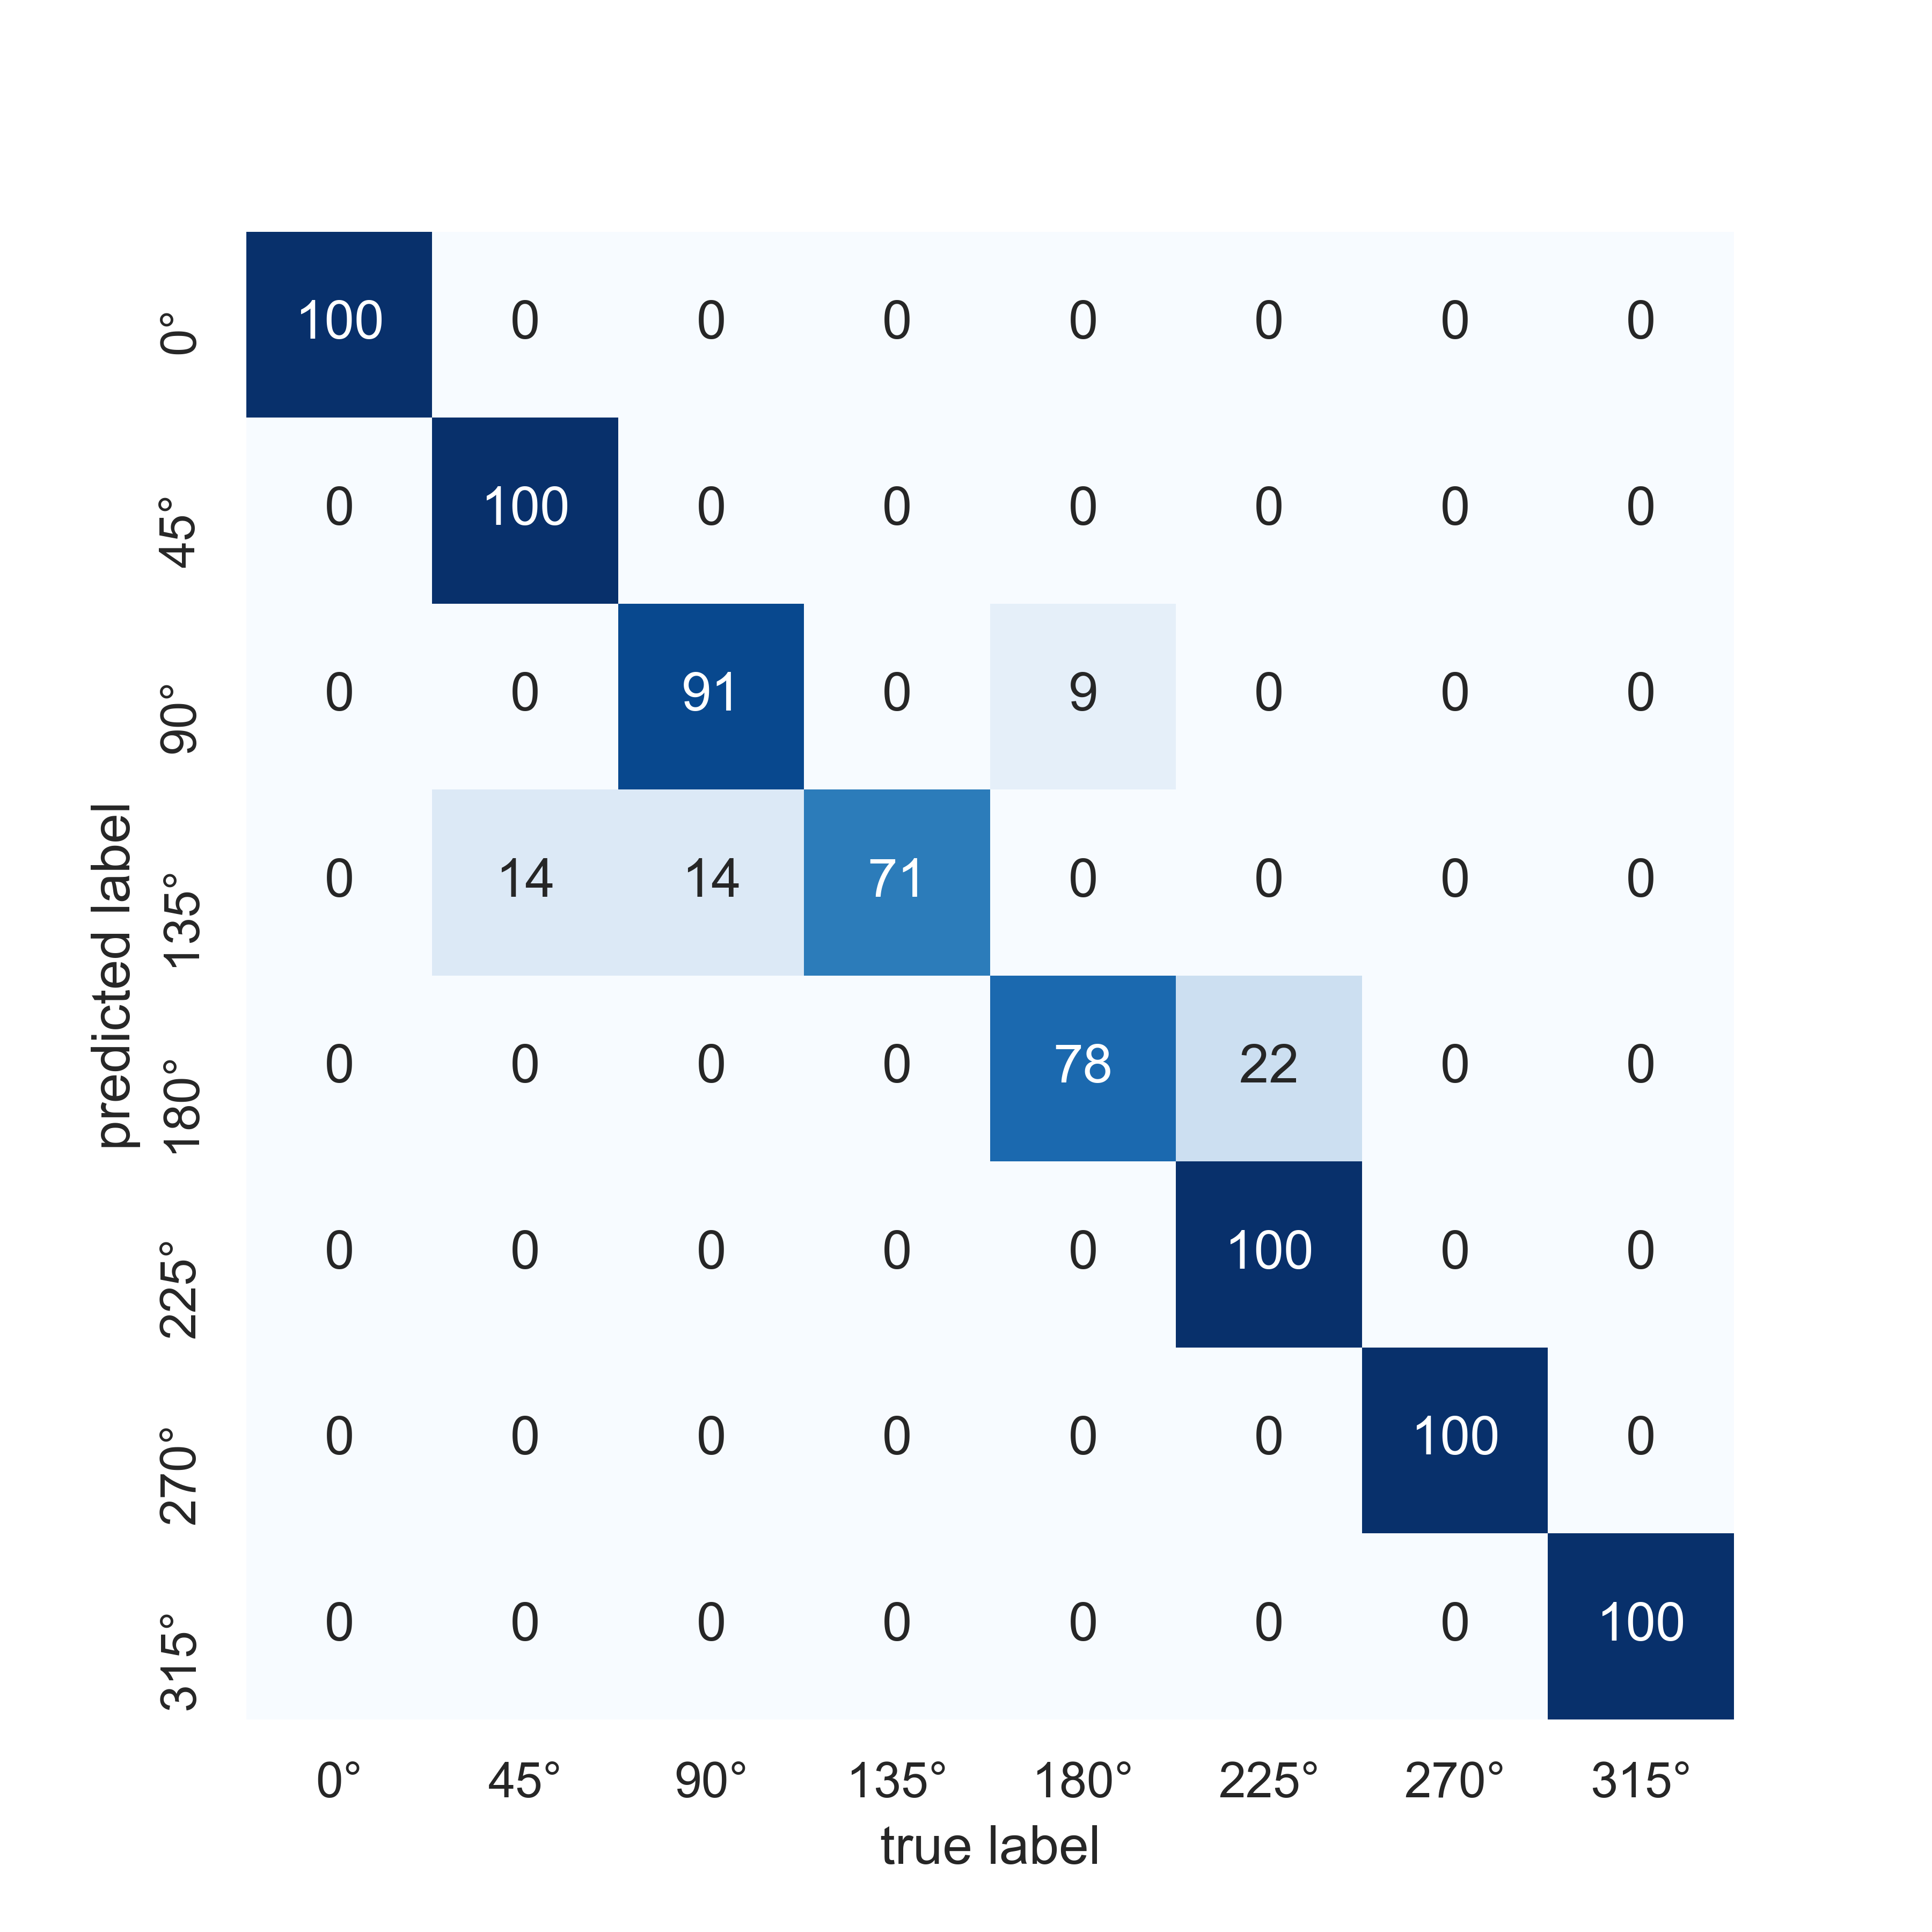 0° 100 0 0 0 0 0 0 0
45° 0 100 0 0 0 0 0 0
90° 0 0 91 0 9 0 0 0
135° 0 14 14 71 0 0 0 0
180° 0 0 0 0 78 22 0 0
225° 0 0 0 0 0 100 0 0
270° 0 0 0 0 0 0 100 0
315° 0 0 0 0 0 0 0 100
0° 45° 90° 135° 180° 225° 270° 315°
true label
predicted label